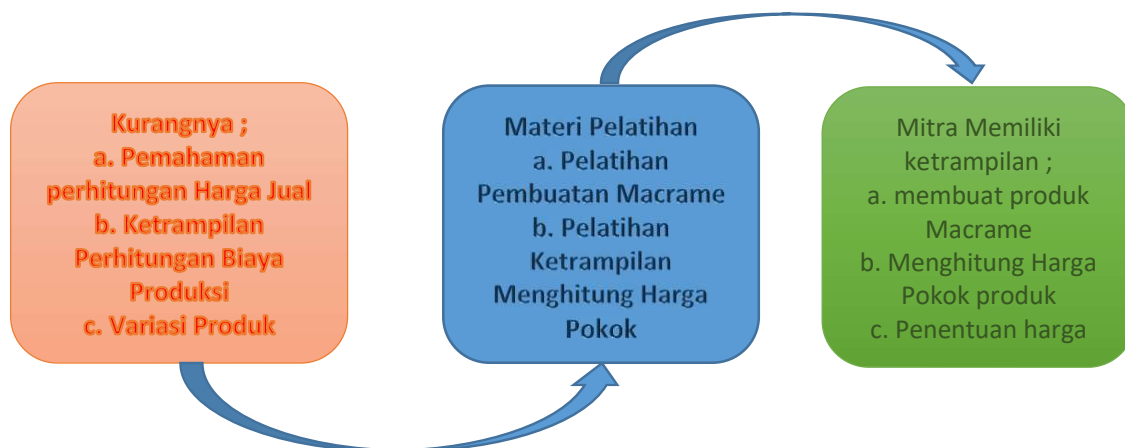 Kurangnya ;
a. Pemahaman
perhitungan Harga Jual
b. Ketrampilan
Perhitungan Biaya
Produksi
c. Variasi Produk
Materi Pelatihan
a. Pelatihan
Pembuatan Macrame
b. Pelatihan
Ketrampilan
Menghitung Harga
Pokok
Mitra Memiliki
ketrampilan ;
a. membuat produk
Macrame
b. Menghitung Harga
Pokok produk
c. Penentuan harga